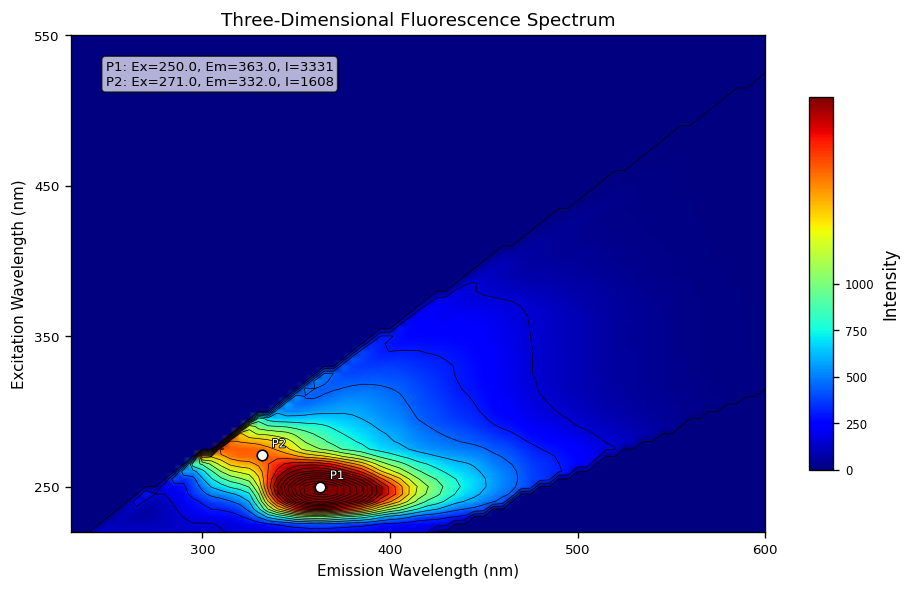 Three-Dimensional Fluorescence Spectrum
P1: Ex=250.0, Em=363.0, I=3331
P2: Ex=271.0, Em=332.0, I=1608
550
450
350
250
Excitation Wavelength (nm)
P2
P1
300
400
500
600
Emission Wavelength (nm)
1000
750
500
250
0
Intensity